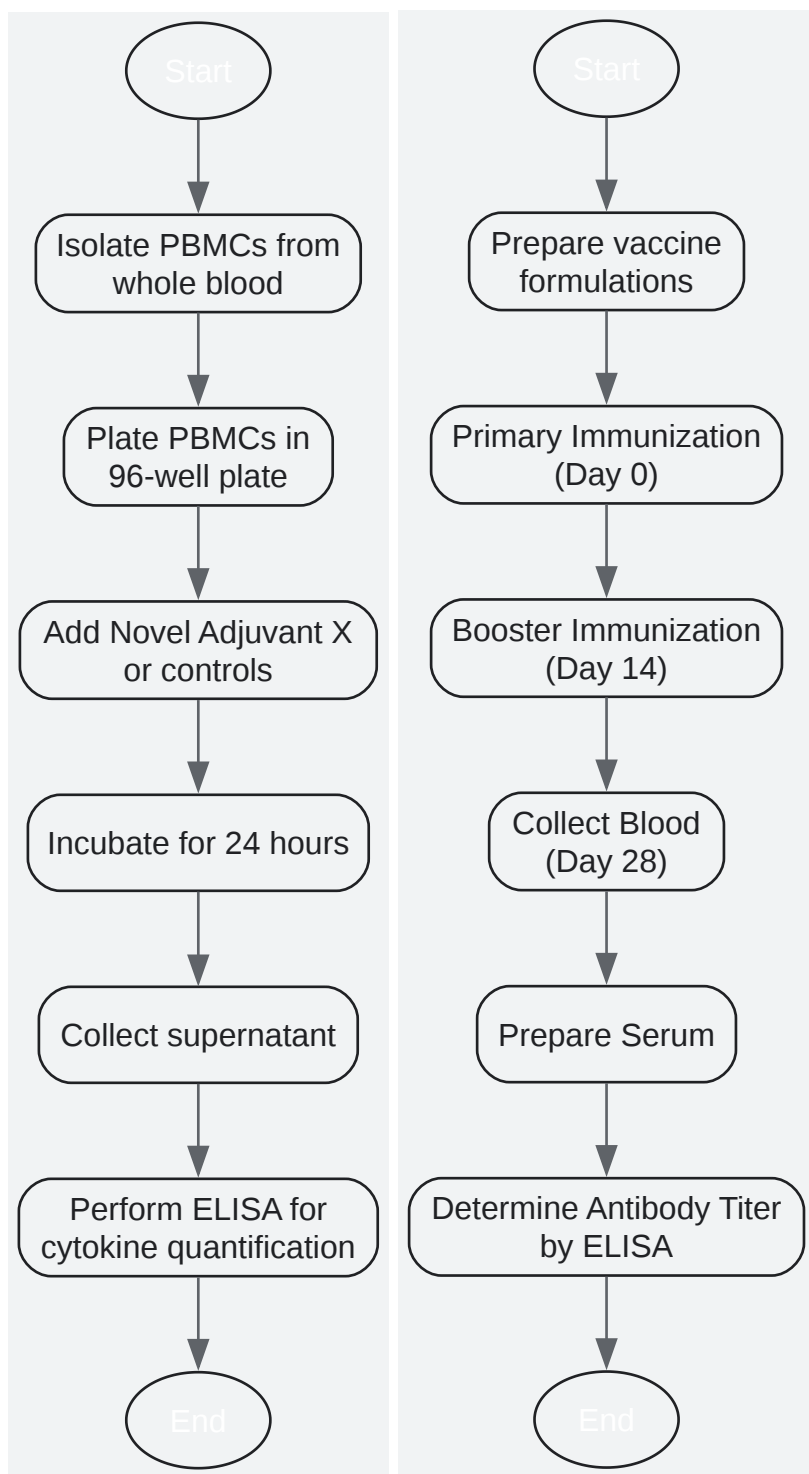 Start
Isolate PBMCs from
whole blood
Plate PBMCs in
96-well plate
Add Novel Adjuvant X
or controls
Incubate for 24 hours
Collect supernatant
Perform ELISA for
cytokine quantification
End
Start
Prepare vaccine
formulations
Primary Immunization
(Day 0)
Booster Immunization
(Day 14)
Collect Blood
(Day 28)
Prepare Serum
Determine Antibody Titer
by ELISA
End